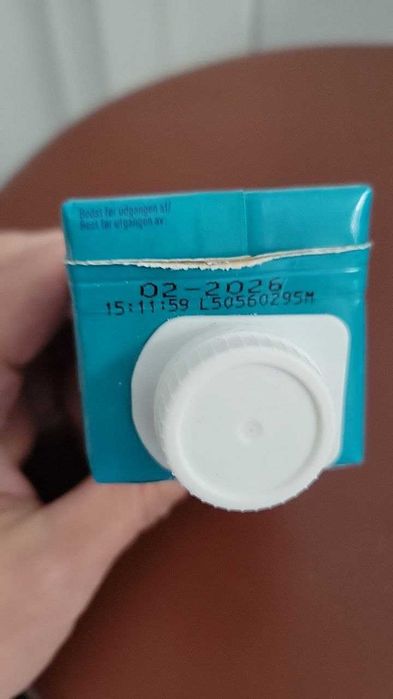 Bedst før udgangen af/
Best før utgangen av:
02-2026
15:11:59 L50560295M